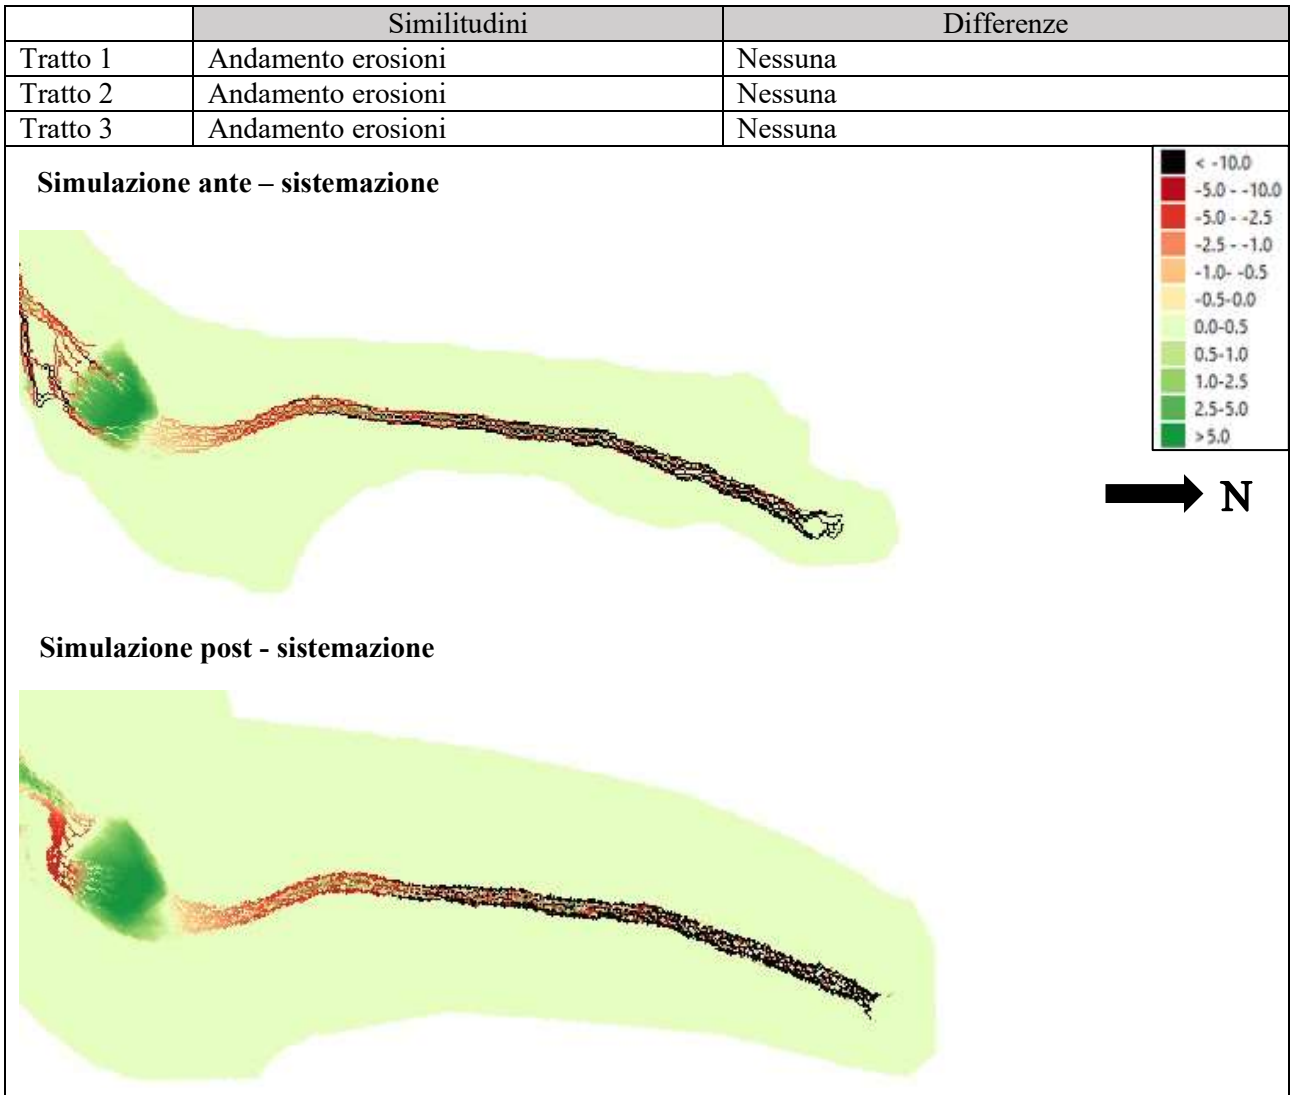 Similitudini Differenze
Tratto 1 Andamento erosioni Nessuna
Tratto 2 Andamento erosioni Nessuna
Tratto 3 Andamento erosioni Nessuna
Simulazione ante – sistemazione
< -10.0
-5.0 - -10.0
-5.0 - -2.5
-2.5 - -1.0
-1.0- -0.5
-0.5-0.0
0.0-0.5
0.5-1.0
1.0-2.5
2.5-5.0
>5.0
N
Simulazione post - sistemazione